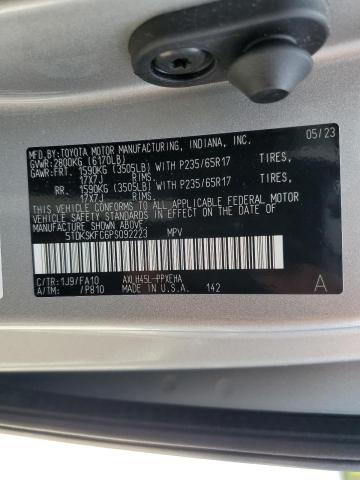 MFD.BY:TOYOTA MOTOR MANUFACTURING, INDIANA, INC. 05/23
GVWR: 2800KG (6170LB)
GAWR:FRT. 1590KG (3505LB) WITH P235/65R17 TIRES,
17X7J RIMS.
RR. 1590KG (3505LB) WITH P235/65R17 TIRES,
17X7J RIMS.
THIS VEHICLE CONFORMS TO ALL APPLICABLE FEDERAL MOTOR
VEHICLE SAFETY STANDARDS IN EFFECT ON THE DATE OF
MANUFACTURE SHOWN ABOVE.
5TDKSKFC6PS092223 MPV
C/TR:1J9/FA10 AXLH45L-PPXEHA
A/TM: /P810 MADE IN U.S.A. 142 A